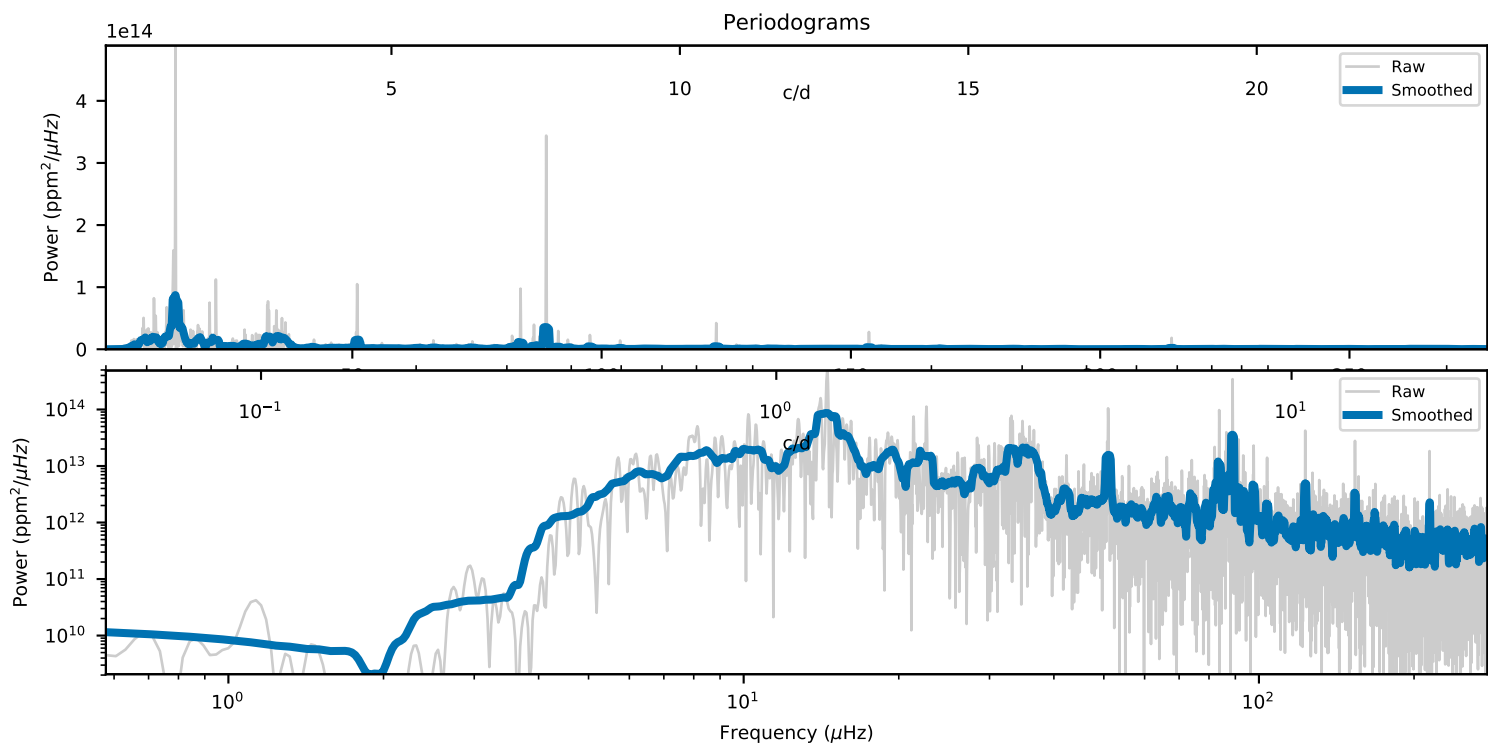 Periodograms
1e14
Raw
Smoothed
5 10 15 20
c/d
4
3
2
1
0
Power (ppm²/μHz)
Raw
Smoothed
10⁻¹ 10⁰ 10¹
c/d
10¹⁴
10¹³
10¹²
10¹¹
10¹⁰
Power (ppm²/μHz)
10⁰ 10¹ 10²
Frequency (μHz)